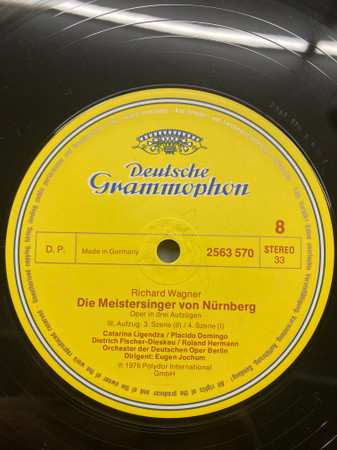 Deutsche
Grammophon
8
D. P.
Made in Germany
2563 570
STEREO
33
Richard Wagner
Die Meistersinger von Nürnberg
Oper in drei Aufzügen
III. Aufzug: 3. Szene (II) / 4. Szene (I)
Catarina Ligendza / Placido Domingo
Dietrich Fischer-Dieskau / Roland Hermann
Orchester der Deutschen Oper Berlin
Dirigent: Eugen Jochum
℗ 1976 Polydor International
GmbH